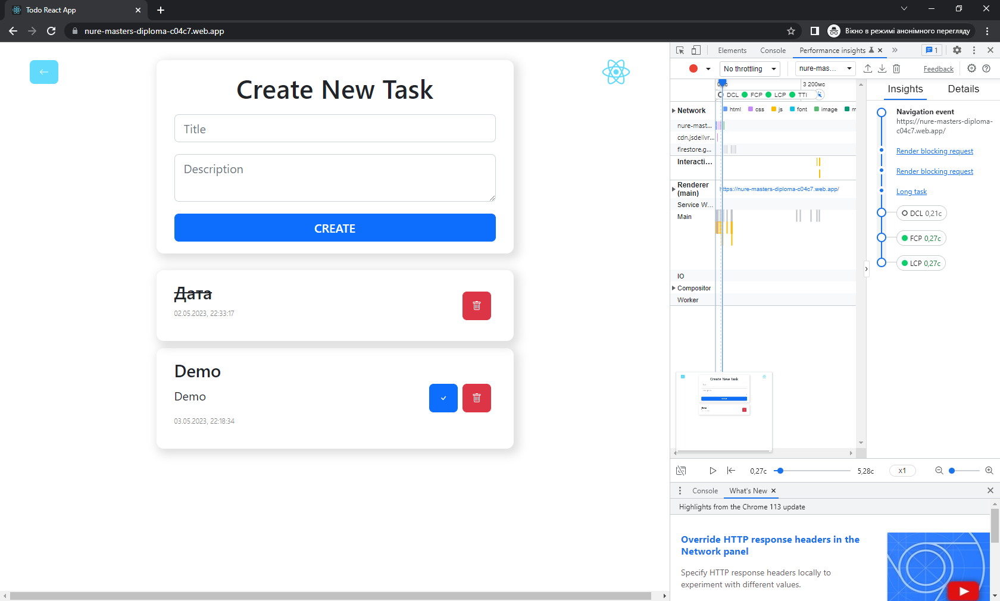 Todo React App
nure-masters-diploma-c04c7.web.app
Вікно в режимі анонімного перегляду
Create New Task
Title
Description
CREATE
Дата
02.05.2023, 22:33:17
Demo
Demo
03.05.2023, 22:18:34
Elements
Console
Performance insights
1
No throttling
nure-mas...
Feedback
3 200мс
DCL
FCP
LCP
TTI
Network
html
css
js
font
image
m
nure-mast...
cdn.jsdelivr...
firestore.g...
Interacti...
Renderer
(main)
https://nure-masters-diploma-c04c7.web.app/
Service W...
Main
IO
Compositor
Worker
Create New Task
Insights
Details
Navigation event
https://nure-masters-diploma-
c04c7.web.app/
Render blocking request
Render blocking request
Long task
DCL 0,21с
FCP 0,27с
LCP 0,27с
0,27с
5,28с
x1
Console
What's New
Highlights from the Chrome 113 update
Override HTTP response headers in the
Network panel
Specify HTTP response headers locally to
experiment with different values.